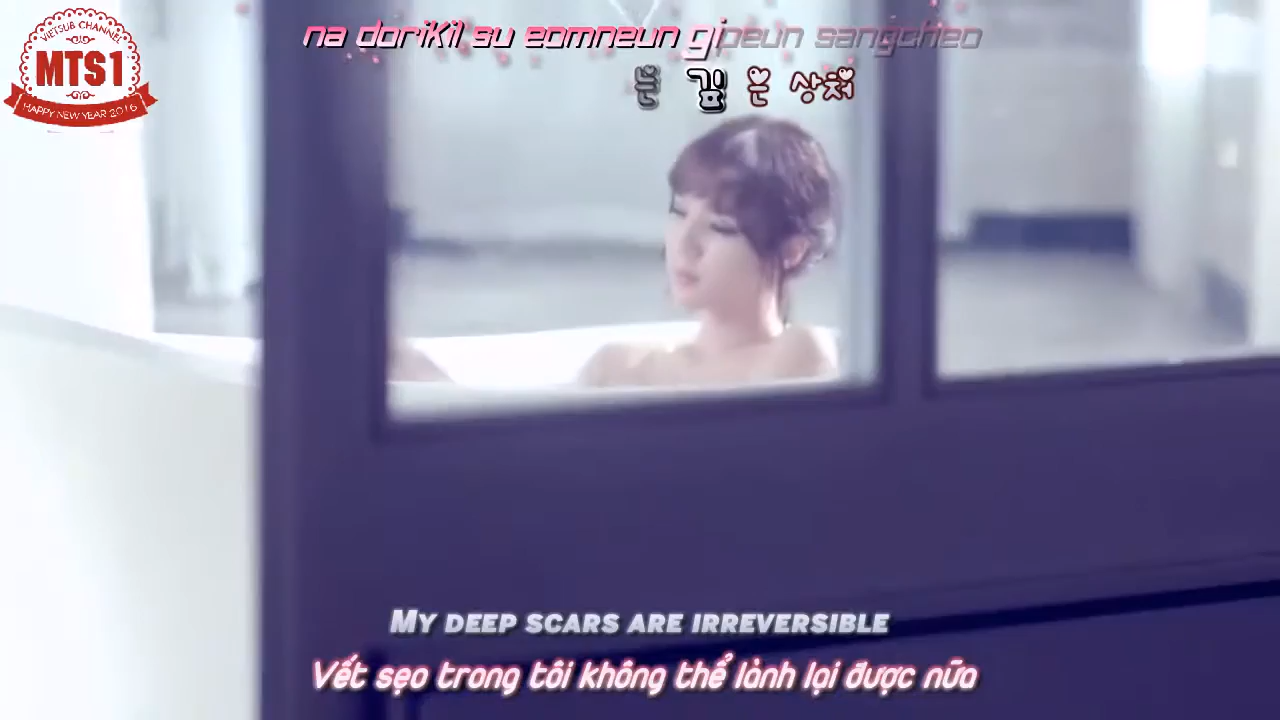 VIETSUB CHANNEL
MTS1
HAPPY NEW YEAR 2016
na dorikil su eomneun gipeun sangcheo
는 깊은 상처
My deep scars are irreversible
Vết sẹo trong tôi không thể lành lại được nữa